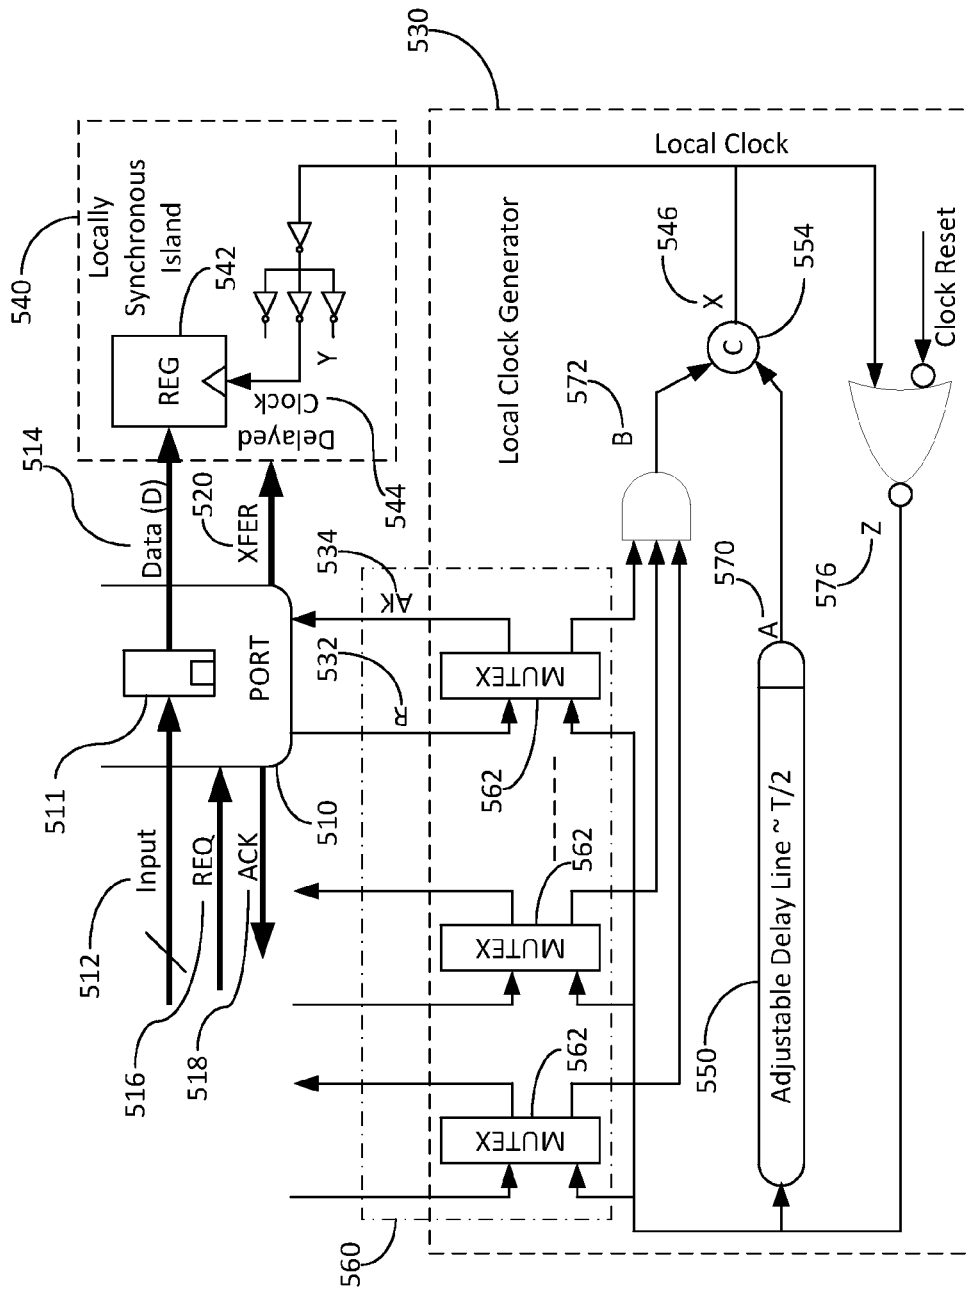 530
540
Locally
Synchronous
Island
542
REG
Y
Delayed
Clock
544
514
Data (D)
520
XFER
534
AK
532
R
PORT
511
510
Input
512
REQ
516
ACK
518
Local Clock
Local Clock Generator
546
X
554
C
572
B
Clock Reset
576
Z
570
A
MUTEX
562
MUTEX
562
MUTEX
562
550
Adjustable Delay Line ~ T/2
560